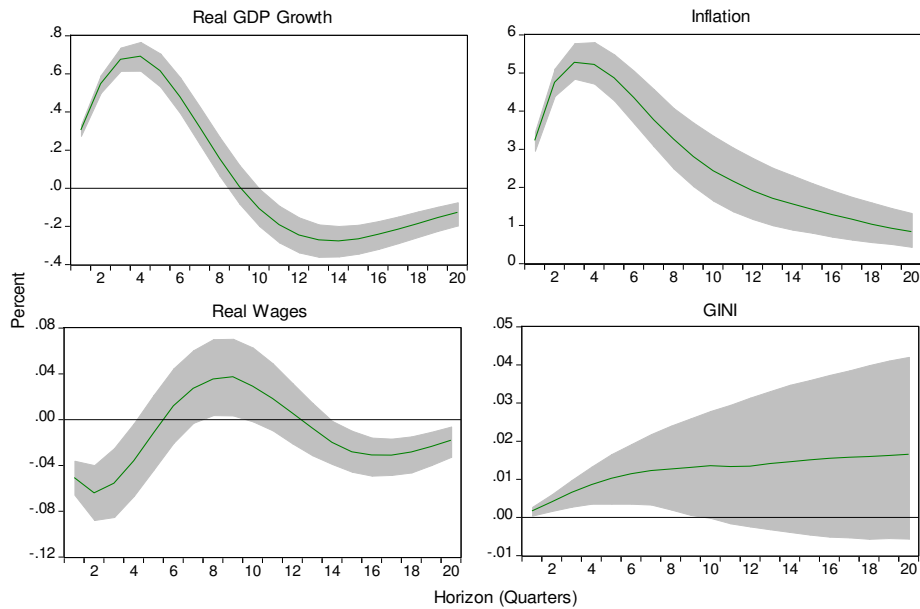 Real GDP Growth
.8
.6
.4
.2
.0
-.2
-.4
2 4 6 8 10 12 14 16 18 20
Inflation
6
5
4
3
2
1
0
2 4 6 8 10 12 14 16 18 20
Percent
Real Wages
.08
.04
.00
-.04
-.08
-.12
2 4 6 8 10 12 14 16 18 20
GINI
.05
.04
.03
.02
.01
.00
-.01
2 4 6 8 10 12 14 16 18 20
Horizon (Quarters)